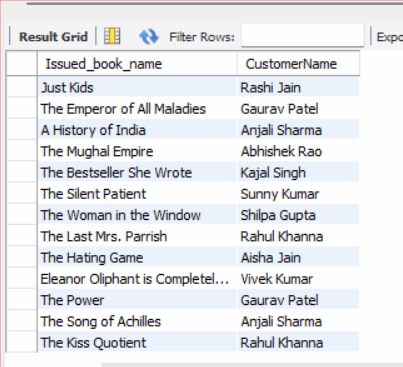 Result Grid Filter Rows: Expo
Issued_book_name CustomerName
Just Kids Rashi Jain
The Emperor of All Maladies Gaurav Patel
A History of India Anjali Sharma
The Mughal Empire Abhishek Rao
The Bestseller She Wrote Kajal Singh
The Silent Patient Sunny Kumar
The Woman in the Window Shilpa Gupta
The Last Mrs. Parrish Rahul Khanna
The Hating Game Aisha Jain
Eleanor Oliphant is Completel... Vivek Kumar
The Power Gaurav Patel
The Song of Achilles Anjali Sharma
The Kiss Quotient Rahul Khanna